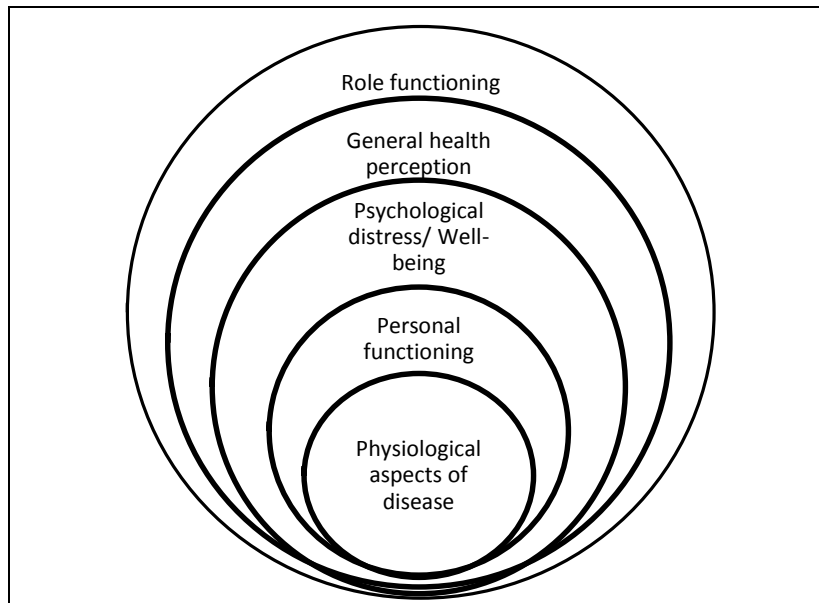 Role functioning
General health
perception
Psychological
distress/ Well-
being
Personal
functioning
Physiological
aspects of
disease